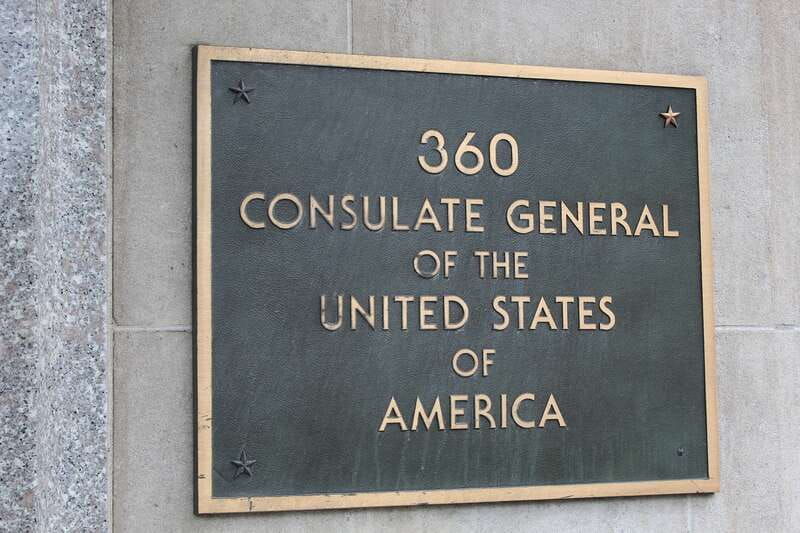 360
CONSULATE GENERAL
OF THE
UNITED STATES
OF
AMERICA